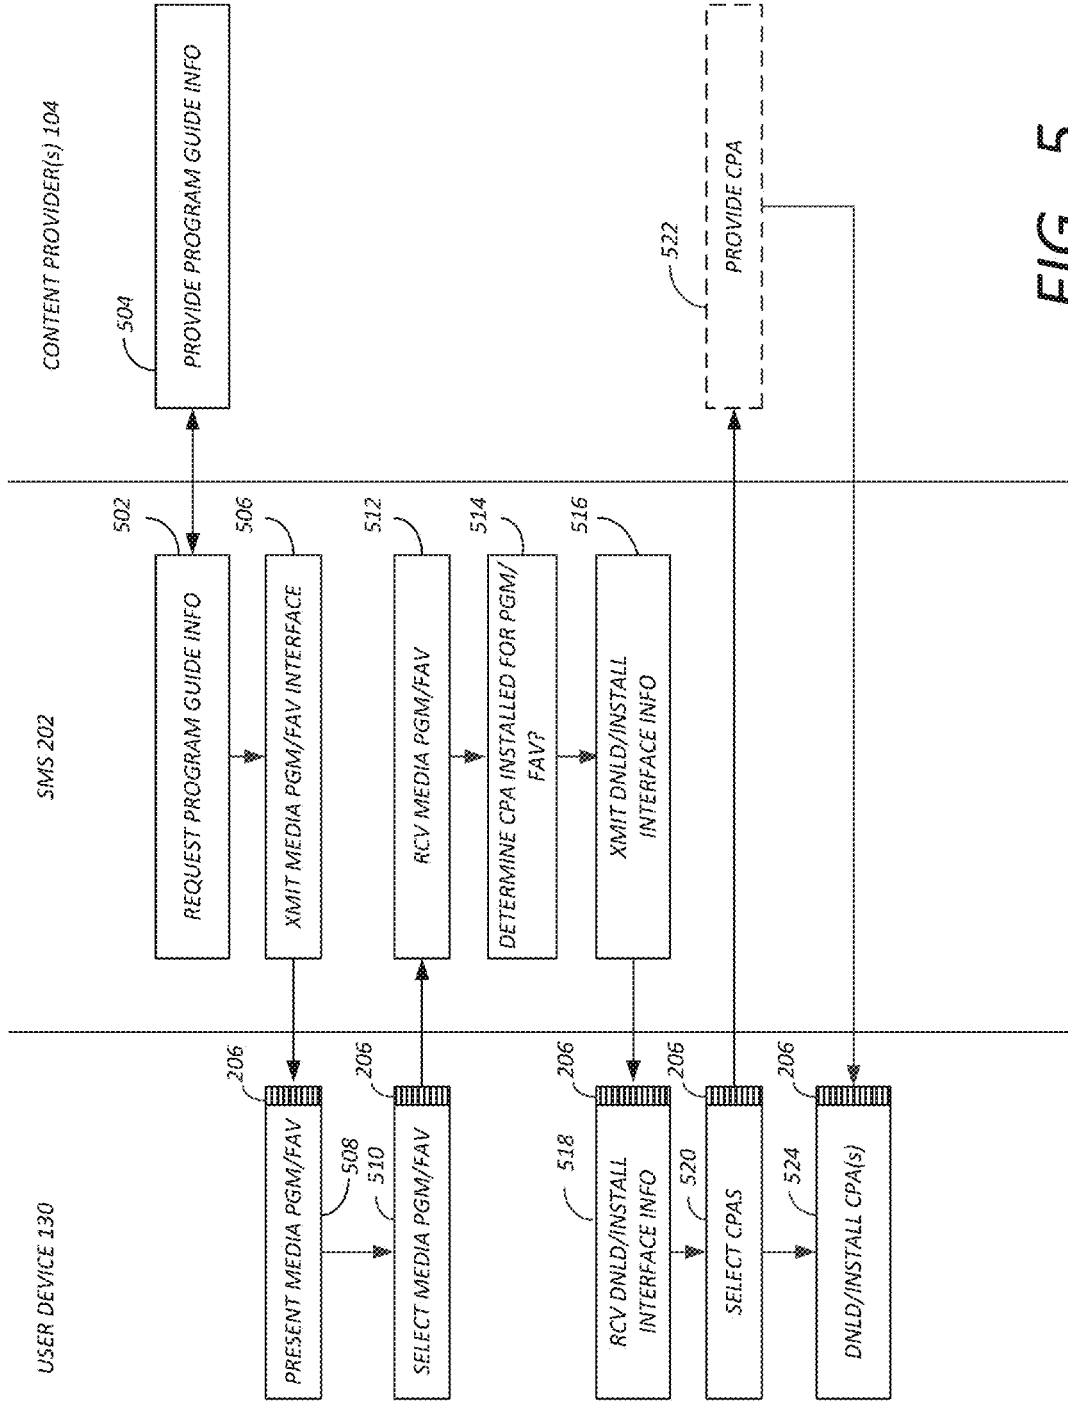 USER DEVICE 130
SMS 202
CONTENT PROVIDER(s) 104
502
504
REQUEST PROGRAM GUIDE INFO
PROVIDE PROGRAM GUIDE INFO
206
506
PRESENT MEDIA PGM/FAV
XMIT MEDIA PGM/FAV INTERFACE
508
510
206
512
SELECT MEDIA PGM/FAV
RCV MEDIA PGM/FAV
514
DETERMINE CPA INSTALLED FOR PGM/
FAV?
518
206
516
RCV DNLD/INSTALL
INTERFACE INFO
XMIT DNLD/INSTALL
INTERFACE INFO
520
206
522
SELECT CPAS
PROVIDE CPA
524
206
DNLD/INSTALL CPA(s)
FIG. 5